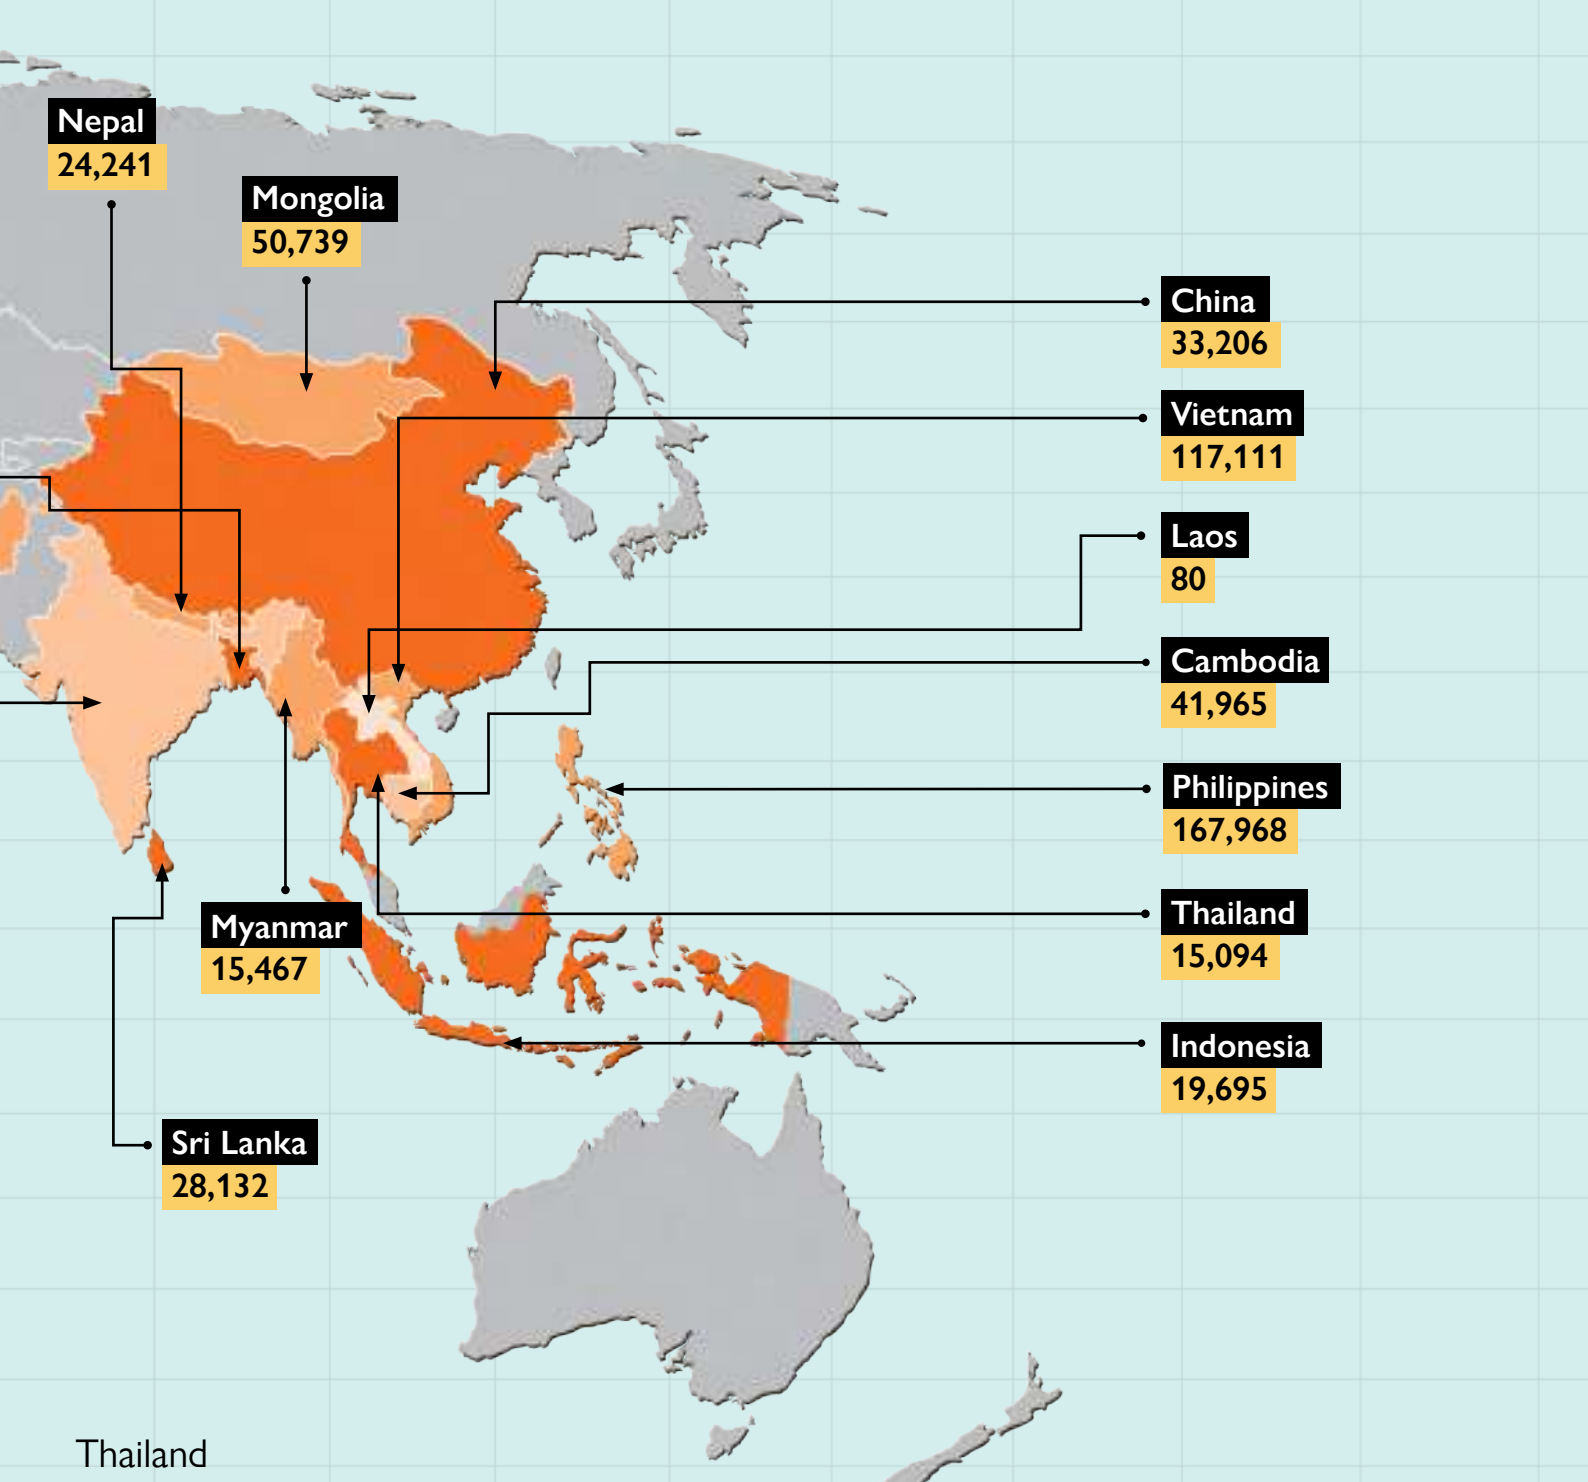 Nepal
24,241
Mongolia
50,739
China
33,206
Vietnam
117,111
Laos
80
Cambodia
41,965
Philippines
167,968
Thailand
15,094
Myanmar
15,467
Indonesia
19,695
Sri Lanka
28,132
Thailand